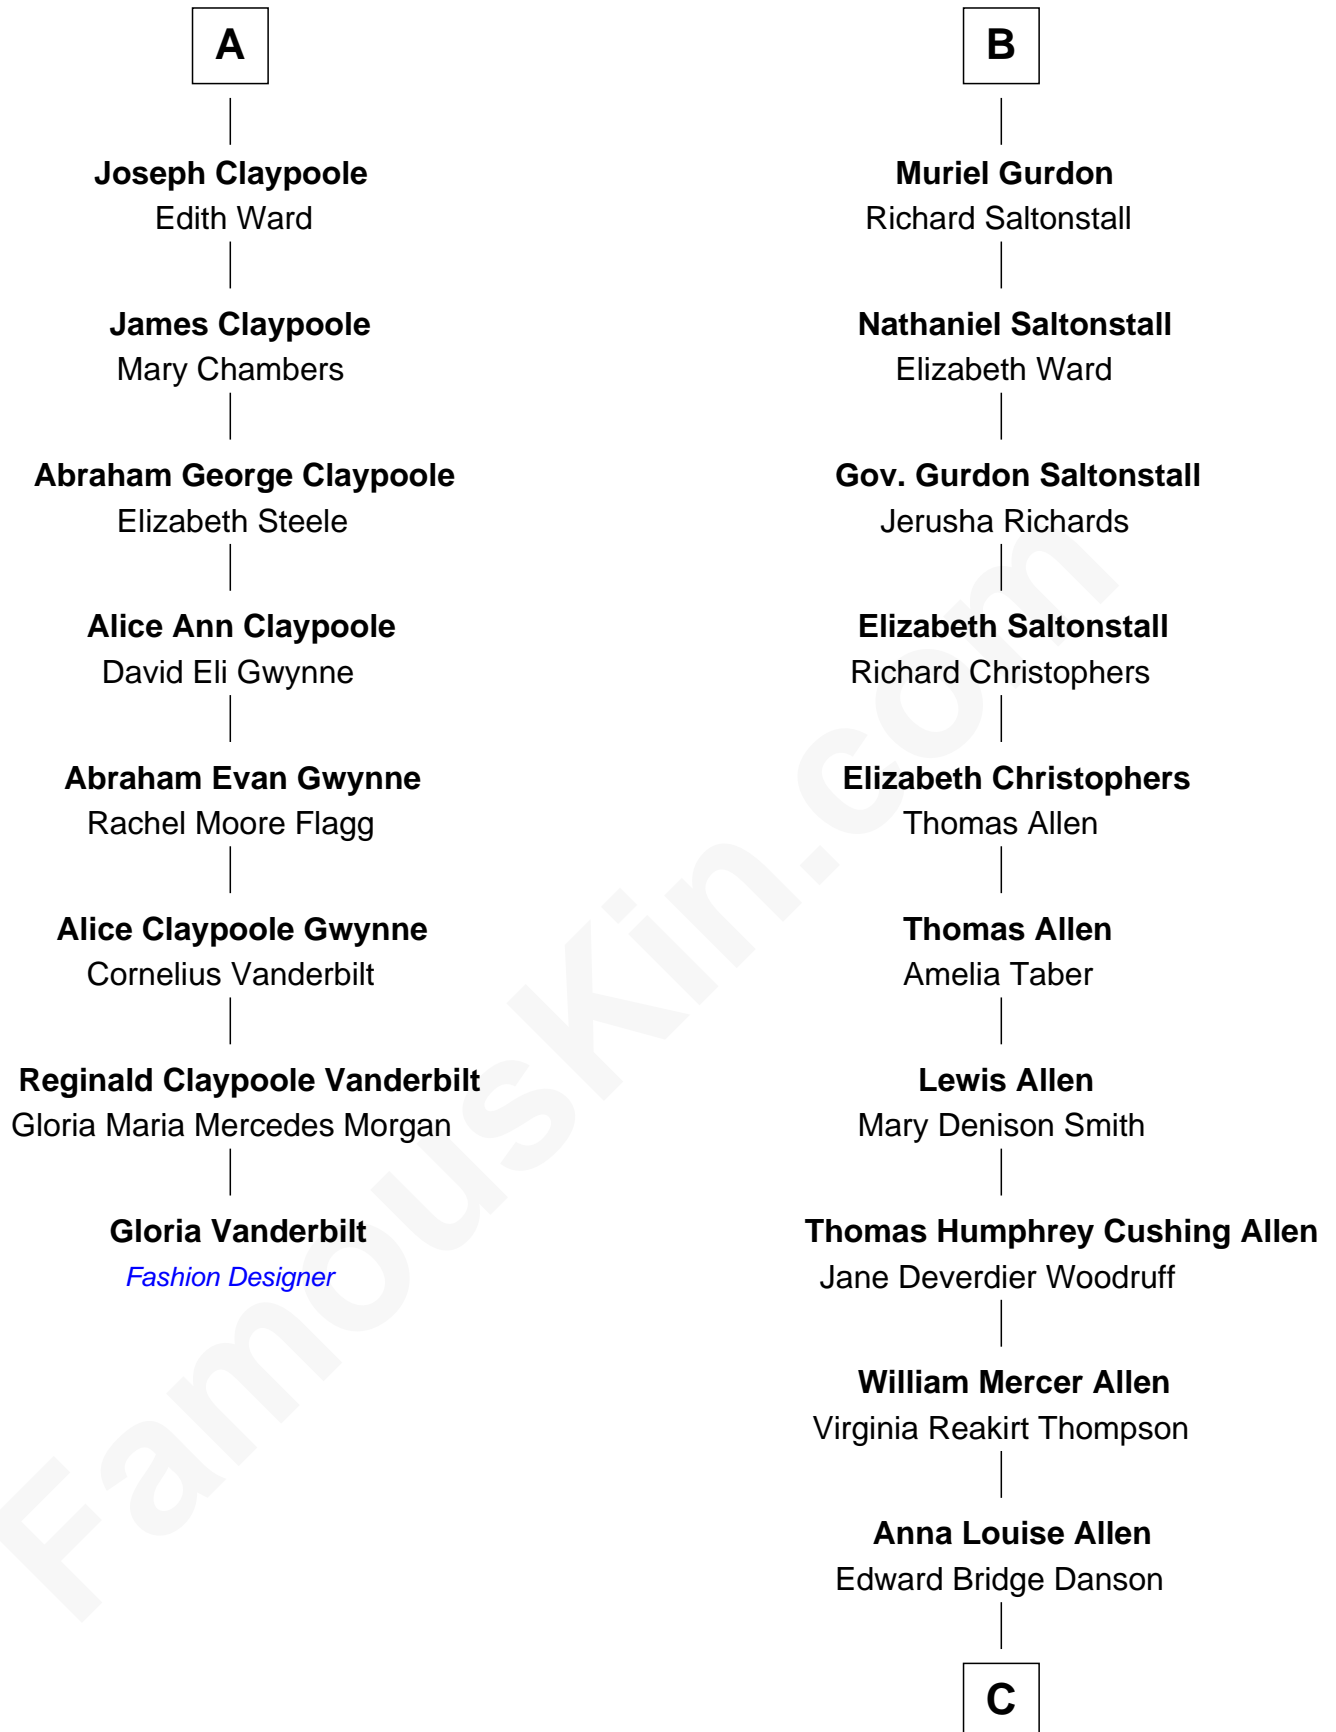 A
Joseph Claypoole
Edith Ward
James Claypoole
Mary Chambers
Abraham George Claypoole
Elizabeth Steele
Alice Ann Claypoole
David Eli Gwynne
Abraham Evan Gwynne
Rachel Moore Flagg
Alice Claypoole Gwynne
Cornelius Vanderbilt
Reginald Claypoole Vanderbilt
Gloria Maria Mercedes Morgan
Gloria Vanderbilt
Fashion Designer
B
Muriel Gurdon
Richard Saltonstall
Nathaniel Saltonstall
Elizabeth Ward
Gov. Gurdon Saltonstall
Jerusha Richards
Elizabeth Saltonstall
Richard Christophers
Elizabeth Christophers
Thomas Allen
Thomas Allen
Amelia Taber
Lewis Allen
Mary Denison Smith
Thomas Humphrey Cushing Allen
Jane Deverdier Woodruff
William Mercer Allen
Virginia Reakirt Thompson
Anna Louise Allen
Edward Bridge Danson
C
FamousKin.com